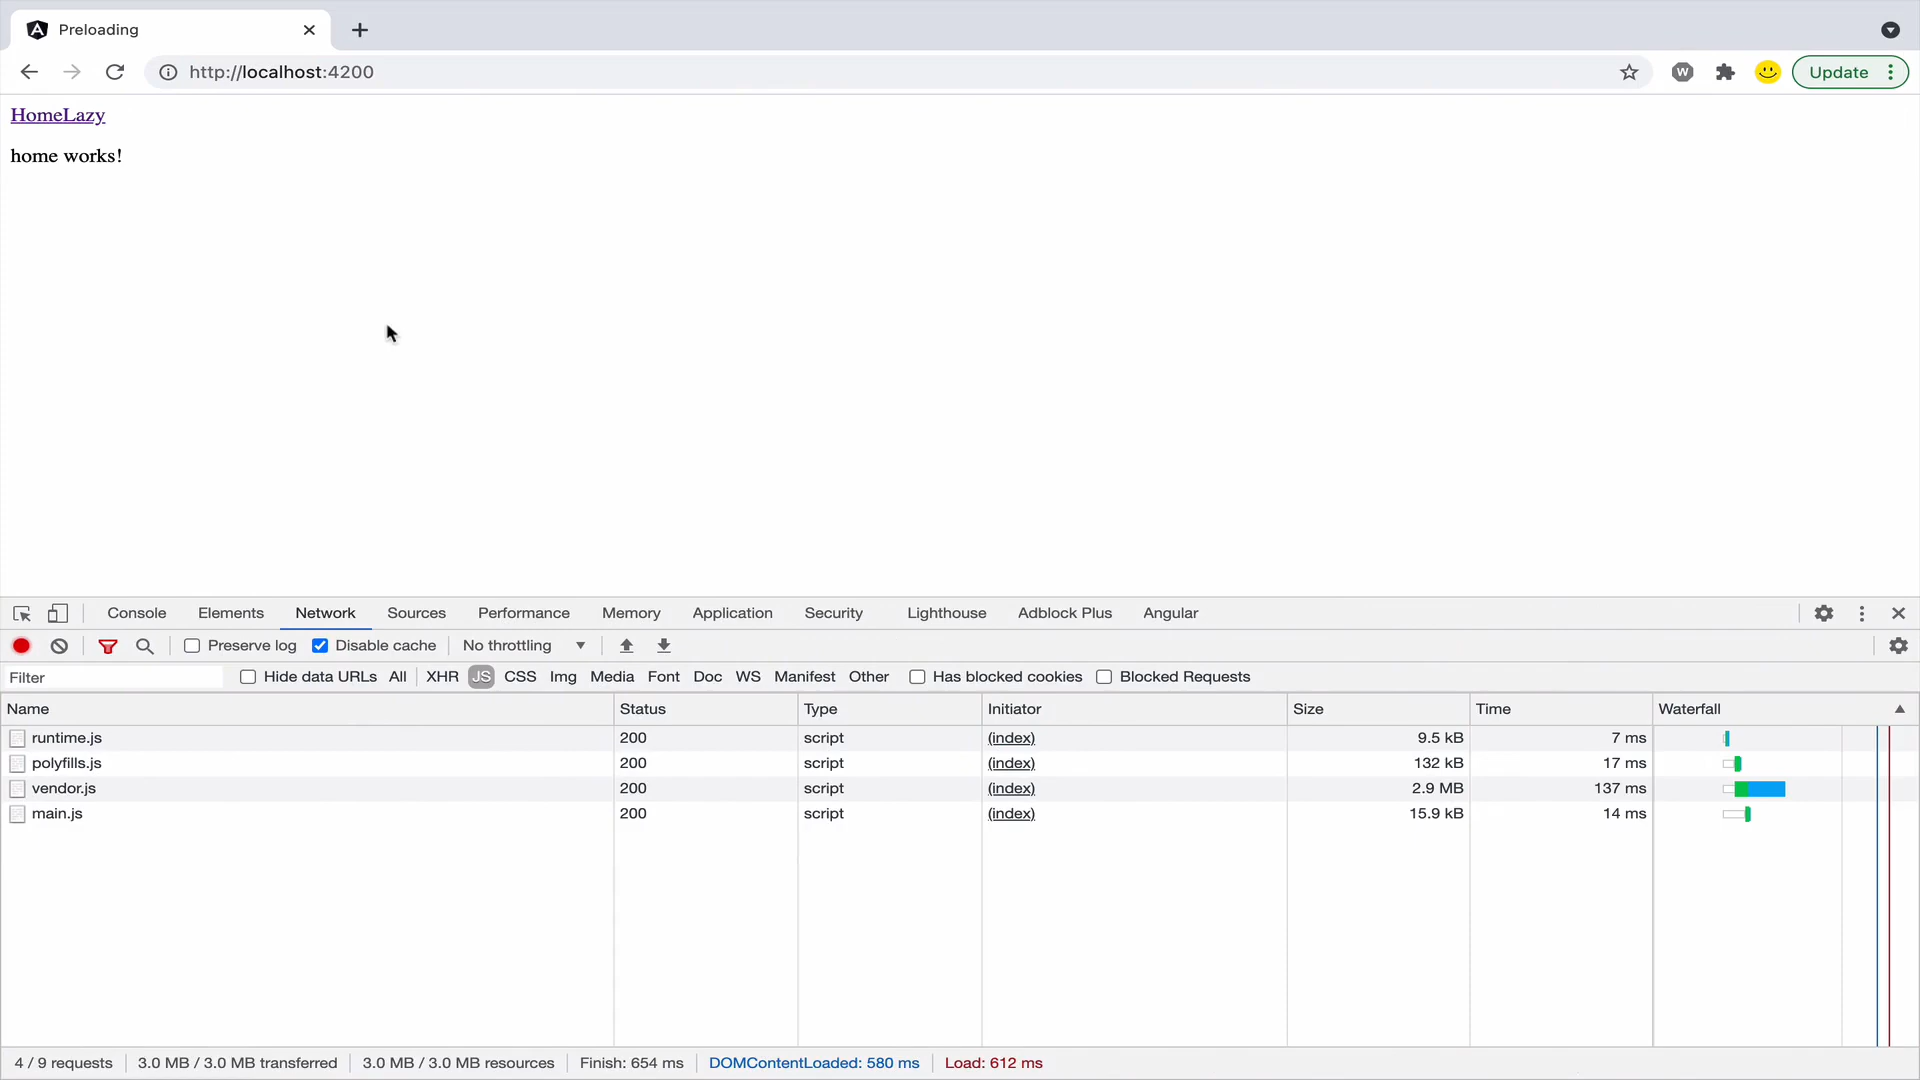 Preloading
http://localhost:4200
W
Update
HomeLazy
home works!
Console Elements Network Sources Performance Memory Application Security Lighthouse Adblock Plus Angular
Preserve log Disable cache No throttling
Filter Hide data URLs All XHR JS CSS Img Media Font Doc WS Manifest Other Has blocked cookies Blocked Requests
Name Status Type Initiator Size Time Waterfall
runtime.js 200 script (index) 9.5 kB 7 ms
polyfills.js 200 script (index) 132 kB 17 ms
vendor.js 200 script (index) 2.9 MB 137 ms
main.js 200 script (index) 15.9 kB 14 ms
4 / 9 requests 3.0 MB / 3.0 MB transferred 3.0 MB / 3.0 MB resources Finish: 654 ms DOMContentLoaded: 580 ms Load: 612 ms